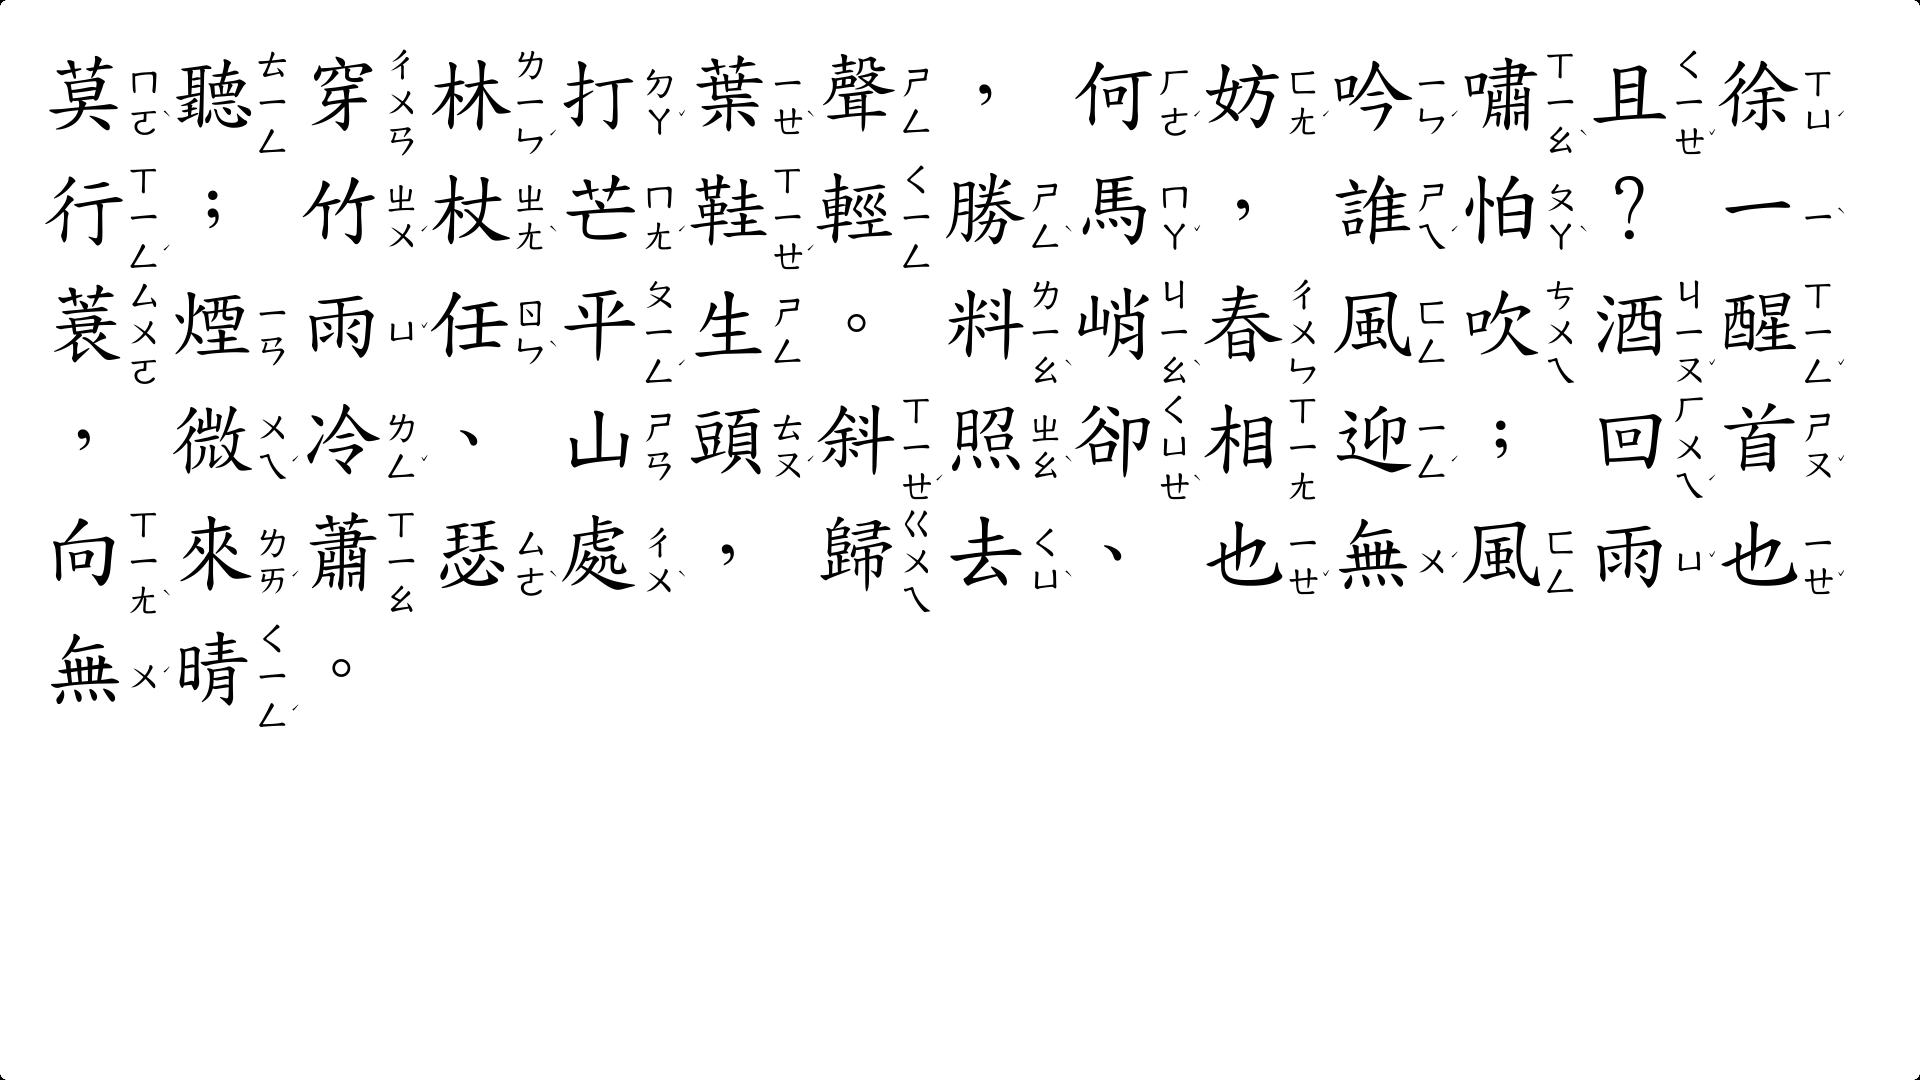 莫ㄇㄛˋ聽ㄊㄧㄥ穿ㄔㄨㄢ林ㄌㄧㄣˊ打ㄉㄚˇ葉ㄧㄝˋ聲ㄕㄥ，何ㄏㄜˊ妨ㄈㄤˊ吟ㄧㄣˊ嘯ㄒㄧㄠˋ且ㄑㄧㄝˇ徐ㄒㄩˊ
行ㄒㄧㄥˊ；竹ㄓㄨˊ杖ㄓㄤˋ芒ㄇㄤˊ鞋ㄒㄧㄝˊ輕ㄑㄧㄥ勝ㄕㄥˋ馬ㄇㄚˇ，誰ㄕㄟˊ怕ㄆㄚˋ？一ㄧˋ
蓑ㄙㄨㄛ煙ㄧㄢ雨ㄩˇ任ㄖㄣˋ平ㄆㄧㄥˊ生ㄕㄥ。料ㄌㄧㄠˋ峭ㄐㄧㄠˋ春ㄔㄨㄣ風ㄈㄥ吹ㄘㄨㄟ酒ㄐㄧㄡˇ醒ㄒㄧㄥˇ
，微ㄨㄟˊ冷ㄌㄥˇ、山ㄕㄢ頭ㄊㄡˊ斜ㄒㄧㄝˊ照ㄓㄠˋ卻ㄑㄩㄝˋ相ㄒㄧㄤ迎ㄧㄥˊ；回ㄏㄨㄟˊ首ㄕㄡˇ
向ㄒㄧㄤˋ來ㄌㄞˊ蕭ㄒㄧㄠ瑟ㄙㄜˋ處ㄔㄨˋ，歸ㄍㄨㄟ去ㄑㄩˋ、也ㄧㄝˇ無ㄨˊ風ㄈㄥ雨ㄩˇ也ㄧㄝˇ
無ㄨˊ晴ㄑㄧㄥˊ。